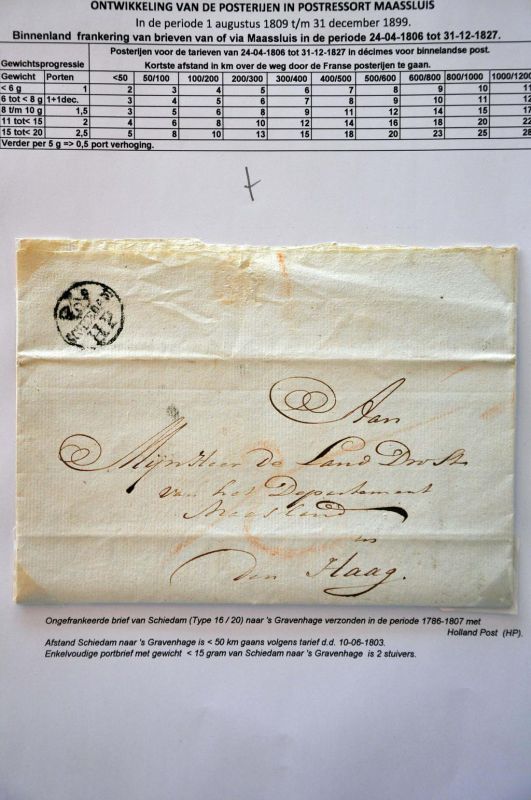 ONTWIKKELING VAN DE POSTERIJEN IN POSTRESSORT MAASSLUIS
In de periode 1 augustus 1809 t/m 31 december 1899.
Binnenland frankering van brieven van of via Maassluis in de periode 24-04-1806 tot 31-12-1827.
Posterijen voor de tarieven van 24-04-1806 tot 31-12-1827 in décimes voor binnelandse post.
Gewichtsprogressie Kortste afstand in km over de weg door de Franse posterijen te gaan.
Gewicht Porten <50 50/100 100/200 200/300 300/400 400/500 500/600 600/800 800/1000 1000/1200
< 6 g 1 2 3 4 5 6 7 8 9 10 11
6 tot < 8 g 1+1dec. 3 4 5 6 7 8 9 10 11
8 t/m 10 g 1,5 3 5 6 8 9 11 12 14 15 17
11 tot< 15 2 4 6 8 10 12 14 16 18 20 22
15 tot< 20 2,5 5 8 10 13 15 18 20 23 25 28
Verder per 5 g => 0,5 port verhoging.
HP
Aan
Mijn Heer de Land Drost
van het Departement
Maasland
in
den Haag.
Ongefrankeerde brief van Schiedam (Type 16 / 20) naar 's Gravenhage verzonden in de periode 1786-1807 met
Holland Post (HP).
Afstand Schiedam naar 's Gravenhage is < 50 km gaans volgens tarief d.d. 10-06-1803.
Enkelvoudige portbrief met gewicht < 15 gram van Schiedam naar 's Gravenhage is 2 stuivers.